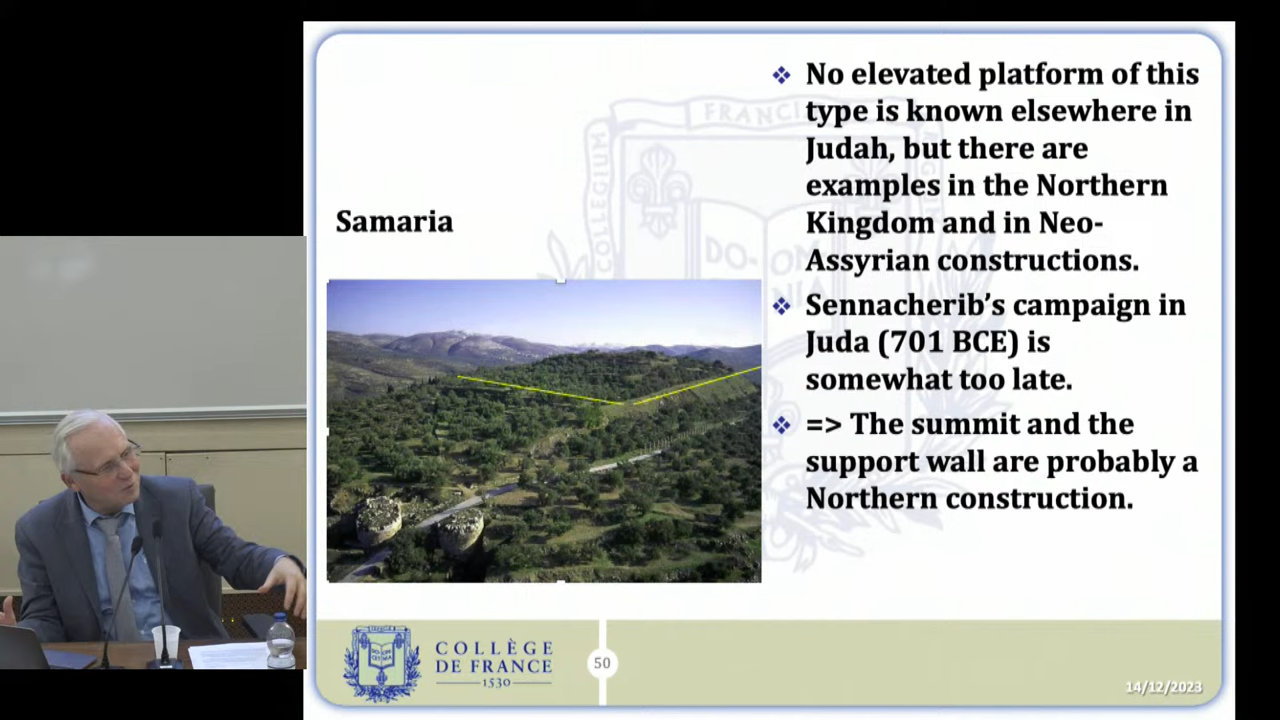 Samaria
❖ No elevated platform of this
type is known elsewhere in
Judah, but there are
examples in the Northern
Kingdom and in Neo-
Assyrian constructions.
❖ Sennacherib’s campaign in
Juda (701 BCE) is
somewhat too late.
❖ => The summit and the
support wall are probably a
Northern construction.
COLLÈGE
DE FRANCE
1530
50
14/12/2023